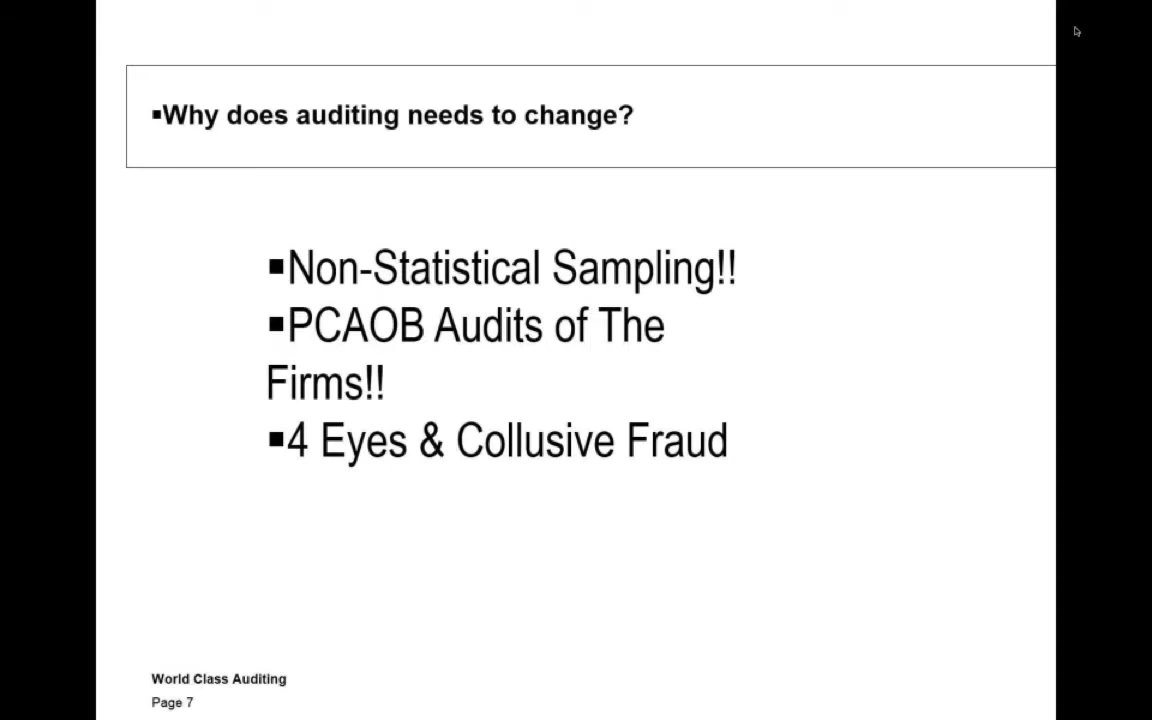 ▪Why does auditing needs to change?
▪Non-Statistical Sampling!!
▪PCAOB Audits of The
Firms!!
▪4 Eyes & Collusive Fraud
World Class Auditing
Page 7